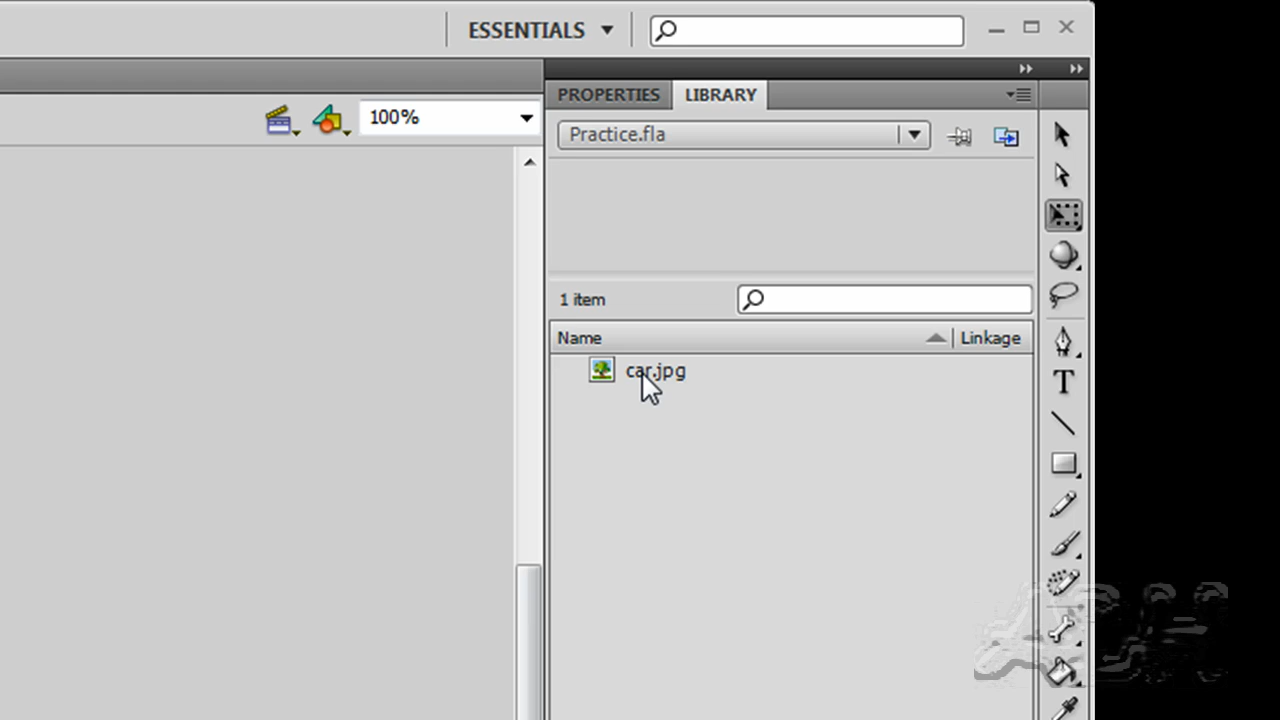 ESSENTIALS
PROPERTIES LIBRARY
100%
Practice.fla
1 item
Name Linkage
car.jpg
T